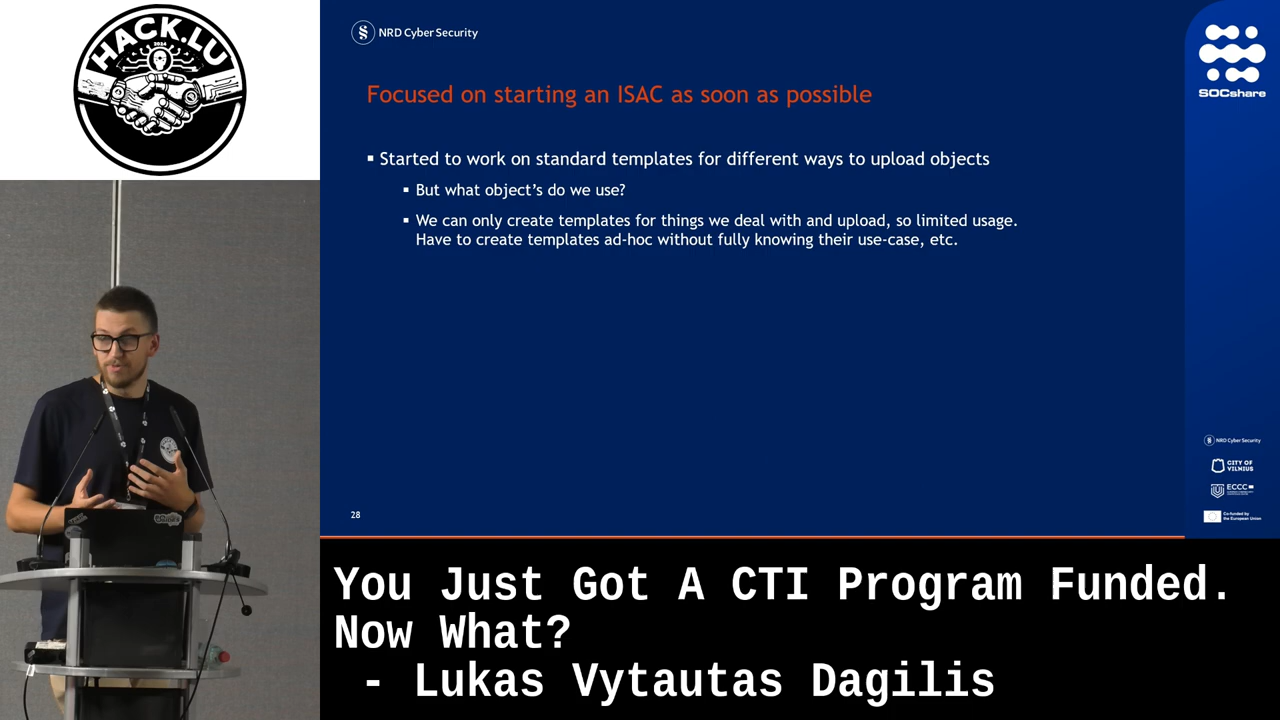 HACK.LU
2024
NRD Cyber Security
SOCshare
Focused on starting an ISAC as soon as possible
▪ Started to work on standard templates for different ways to upload objects
▪ But what object's do we use?
▪ We can only create templates for things we deal with and upload, so limited usage.
Have to create templates ad-hoc without fully knowing their use-case, etc.
28
NRD Cyber Security
CITY OF
VILNIUS
ECCC
Co-funded by
the European Union
You Just Got A CTI Program Funded.
Now What?
- Lukas Vytautas Dagilis